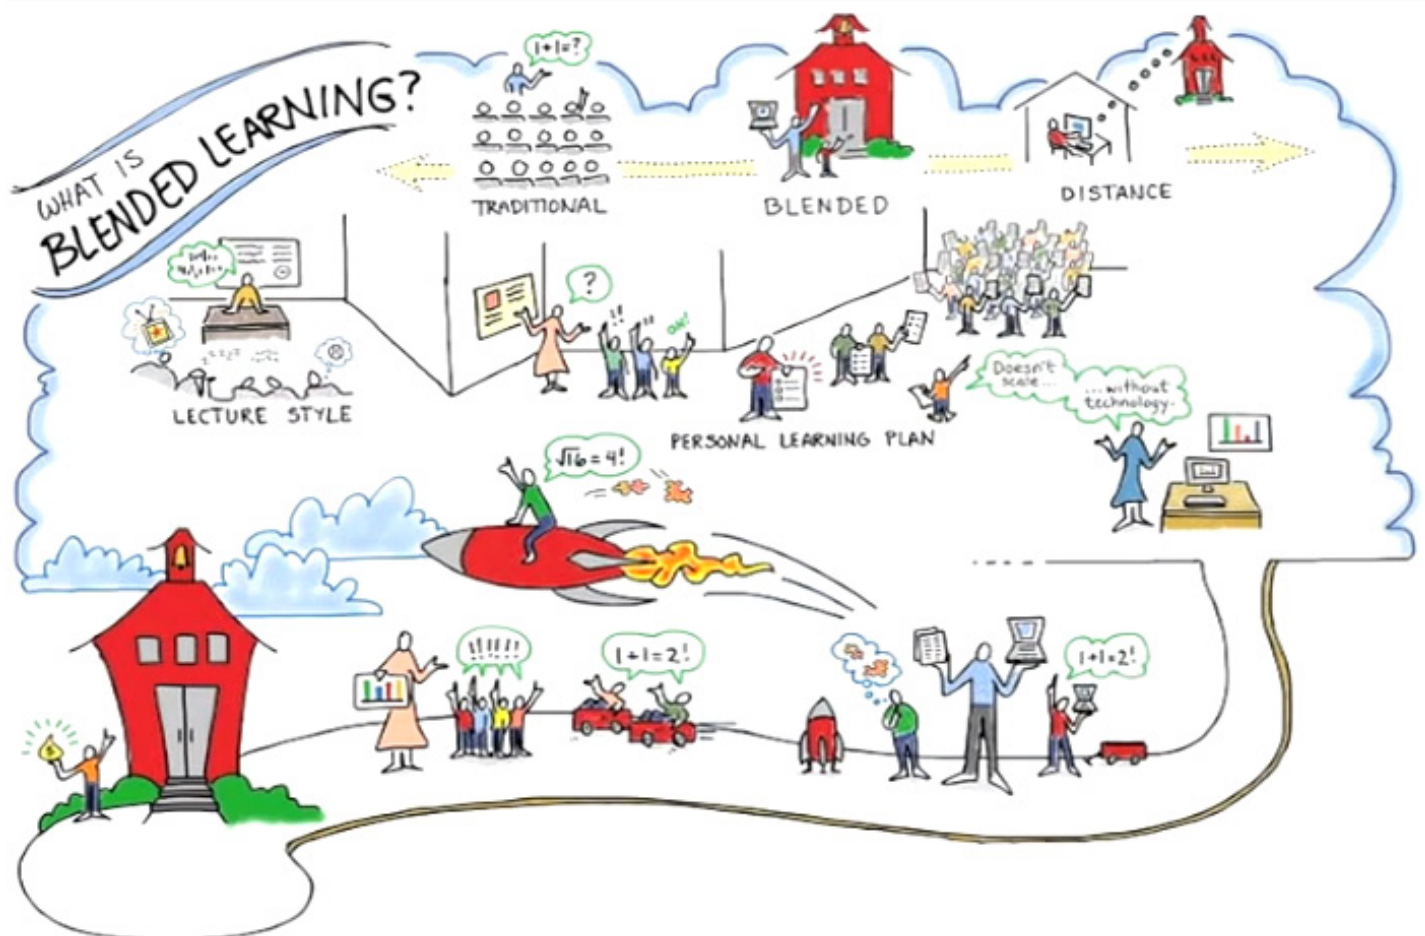 WHAT IS
BLENDED LEARNING?
1+1=?
TRADITIONAL
BLENDED
DISTANCE
LECTURE STYLE
?
!!
!!
OH!
PERSONAL LEARNING PLAN
Doesn't
scale...
...without
technology.
√16 = 4!
!!!!!!
1+1=2!
1+1=2!
$